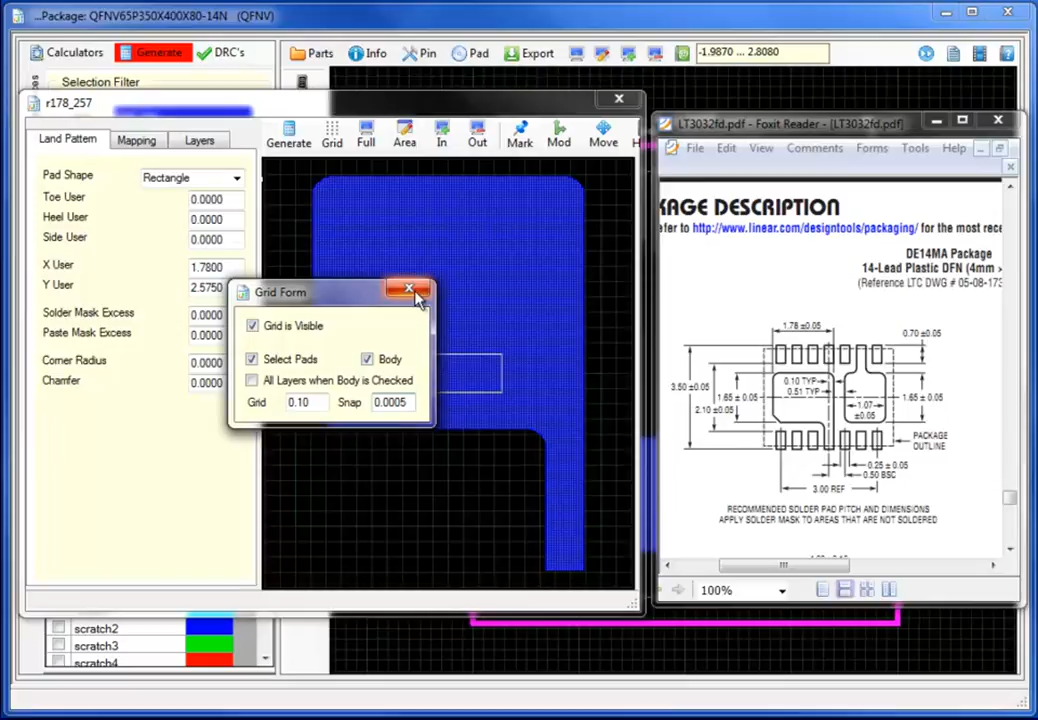 ...Package: QFNV65P350X400X80-14N  (QFNV)
Calculators
Generate
DRC's
Parts
Info
Pin
Pad
Export
-1.9870 ... 2.8080
Selection Filter
r178_257
Land Pattern
Mapping
Layers
Generate
Grid
Full
Area
In
Out
Mark
Mod
Move
Pad Shape
Rectangle
Toe User
0.0000
Heel User
0.0000
Side User
0.0000
X User
1.7800
Y User
2.5750
Solder Mask Excess
0.0000
Paste Mask Excess
0.0000
Corner Radius
0.0000
Chamfer
0.0000
Grid Form
Grid is Visible
Select Pads
Body
All Layers when Body is Checked
Grid
0.10
Snap
0.0005
scratch2
scratch3
scratch4
LT3032fd.pdf - Foxit Reader - [LT3032fd.pdf]
File
Edit
View
Comments
Forms
Tools
Help
KAGE DESCRIPTION
efer to http://www.linear.com/designtools/packaging/ for the most rece
DE14MA Package
14-Lead Plastic DFN (4mm ×
(Reference LTC DWG # 05-08-173
1.78 ±0.05
0.70 ±0.05
3.50 ±0.05
1.65 ±0.05
2.10 ±0.05
0.10 TYP
0.51 TYP
1.07
±0.05
1.65 ±0.05
PACKAGE
OUTLINE
0.25 ± 0.05
0.50 BSC
3.00 REF
RECOMMENDED SOLDER PAD PITCH AND DIMENSIONS
APPLY SOLDER MASK TO AREAS THAT ARE NOT SOLDERED
100%